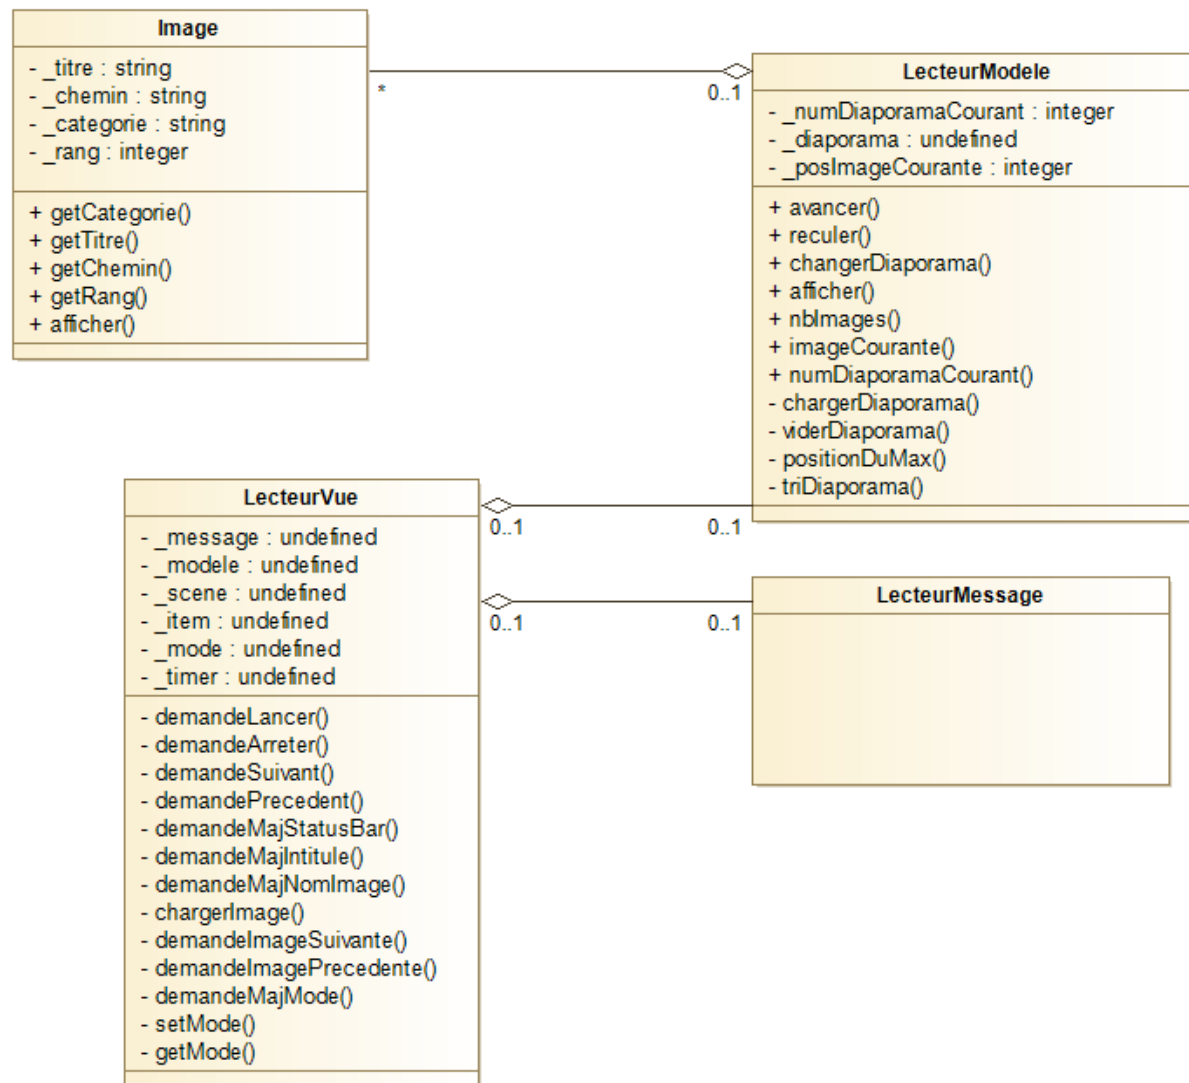 Image
- _titre : string
- _chemin : string
- _categorie : string
- _rang : integer
+ getCategorie()
+ getTitre()
+ getChemin()
+ getRang()
+ afficher()
*
0..1
LecteurModele
- _numDiaporamaCourant : integer
- _diaporama : undefined
- _posImageCourante : integer
+ avancer()
+ reculer()
+ changerDiaporama()
+ afficher()
+ nbImages()
+ imageCourante()
+ numDiaporamaCourant()
- chargerDiaporama()
- viderDiaporama()
- positionDuMax()
- triDiaporama()
LecteurVue
- _message : undefined
- _modele : undefined
- _scene : undefined
- _item : undefined
- _mode : undefined
- _timer : undefined
- demandeLancer()
- demandeArreter()
- demandeSuivant()
- demandePrecedent()
- demandeMajStatusBar()
- demandeMajIntitule()
- demandeMajNomImage()
- chargerImage()
- demandeImageSuivante()
- demandeImagePrecedente()
- demandeMajMode()
- setMode()
- getMode()
0..1
0..1
0..1
0..1
LecteurMessage